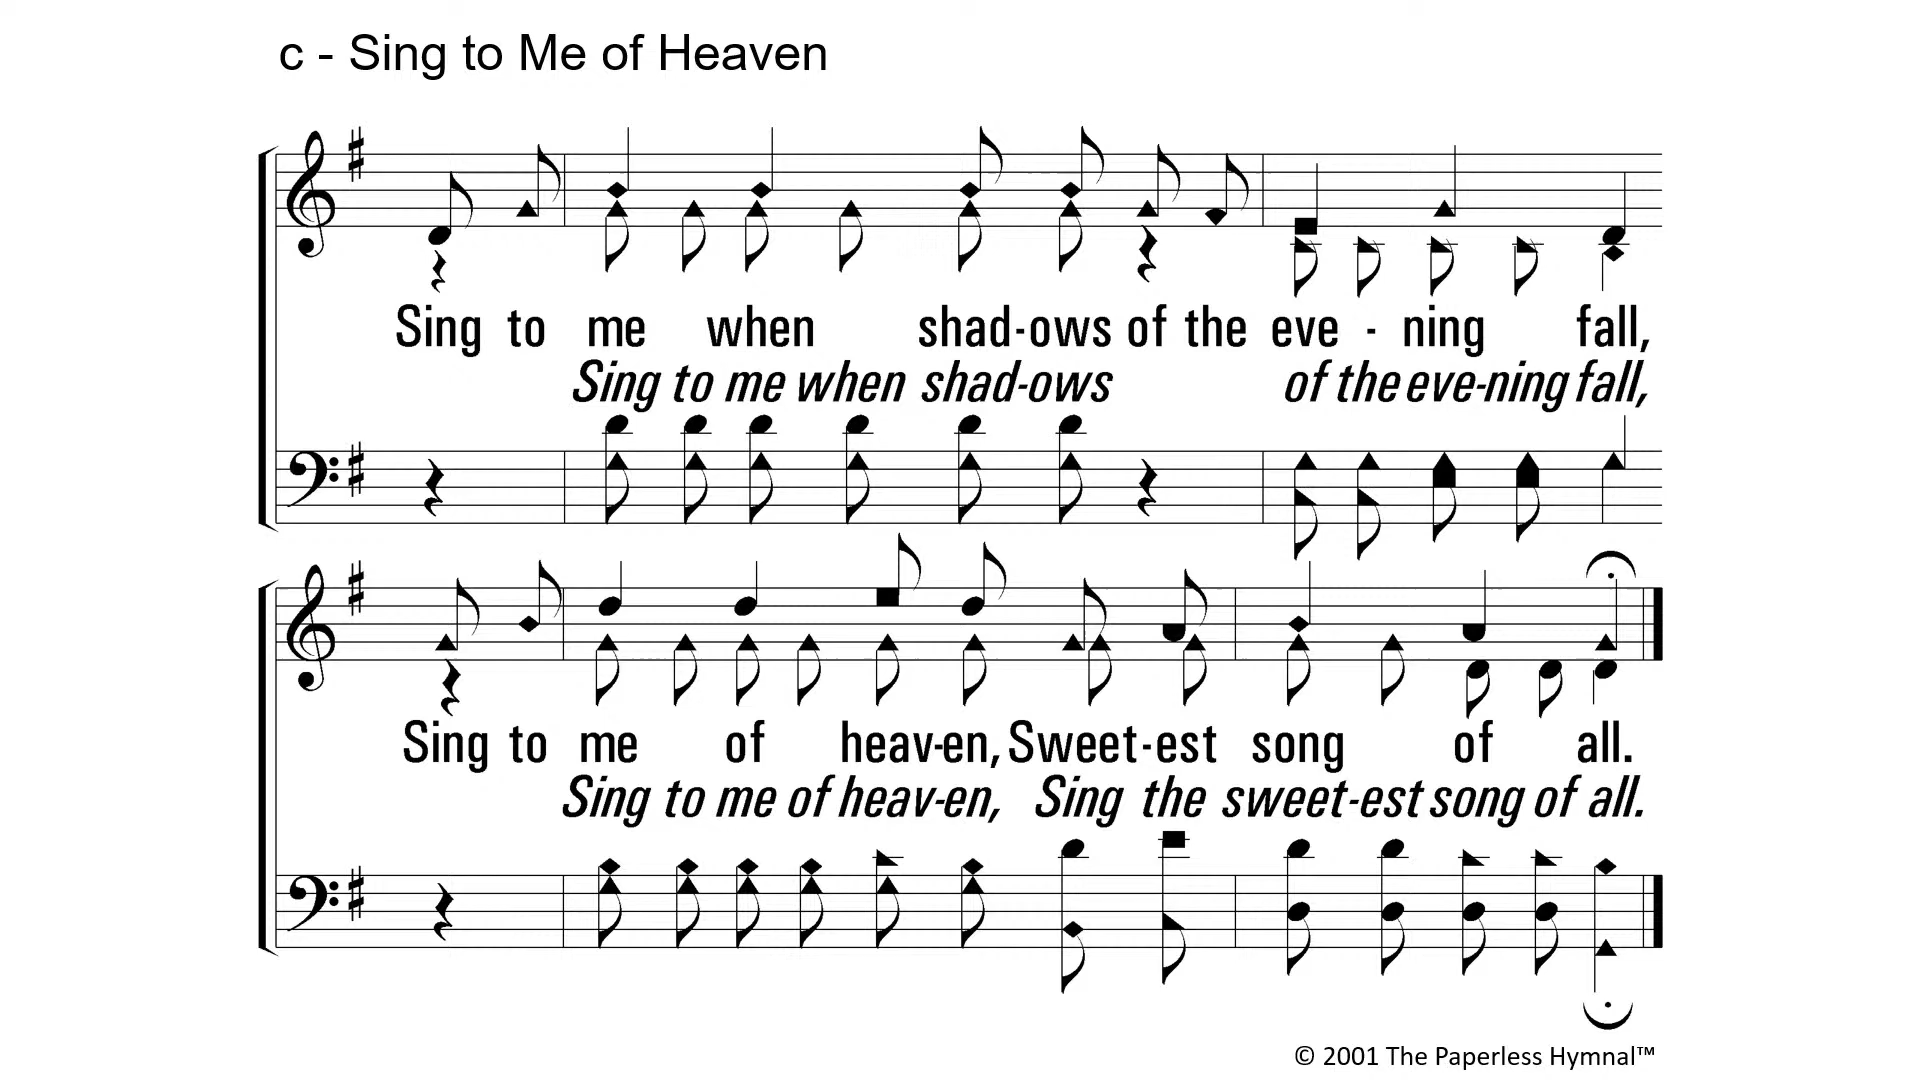 c - Sing to Me of Heaven
Sing to me when shad-ows of the eve - ning fall,
Sing to me when shad-ows of the eve-ning fall,
Sing to me of heav-en, Sweet-est song of all.
Sing to me of heav-en, Sing the sweet-est song of all.
© 2001 The Paperless Hymnal™